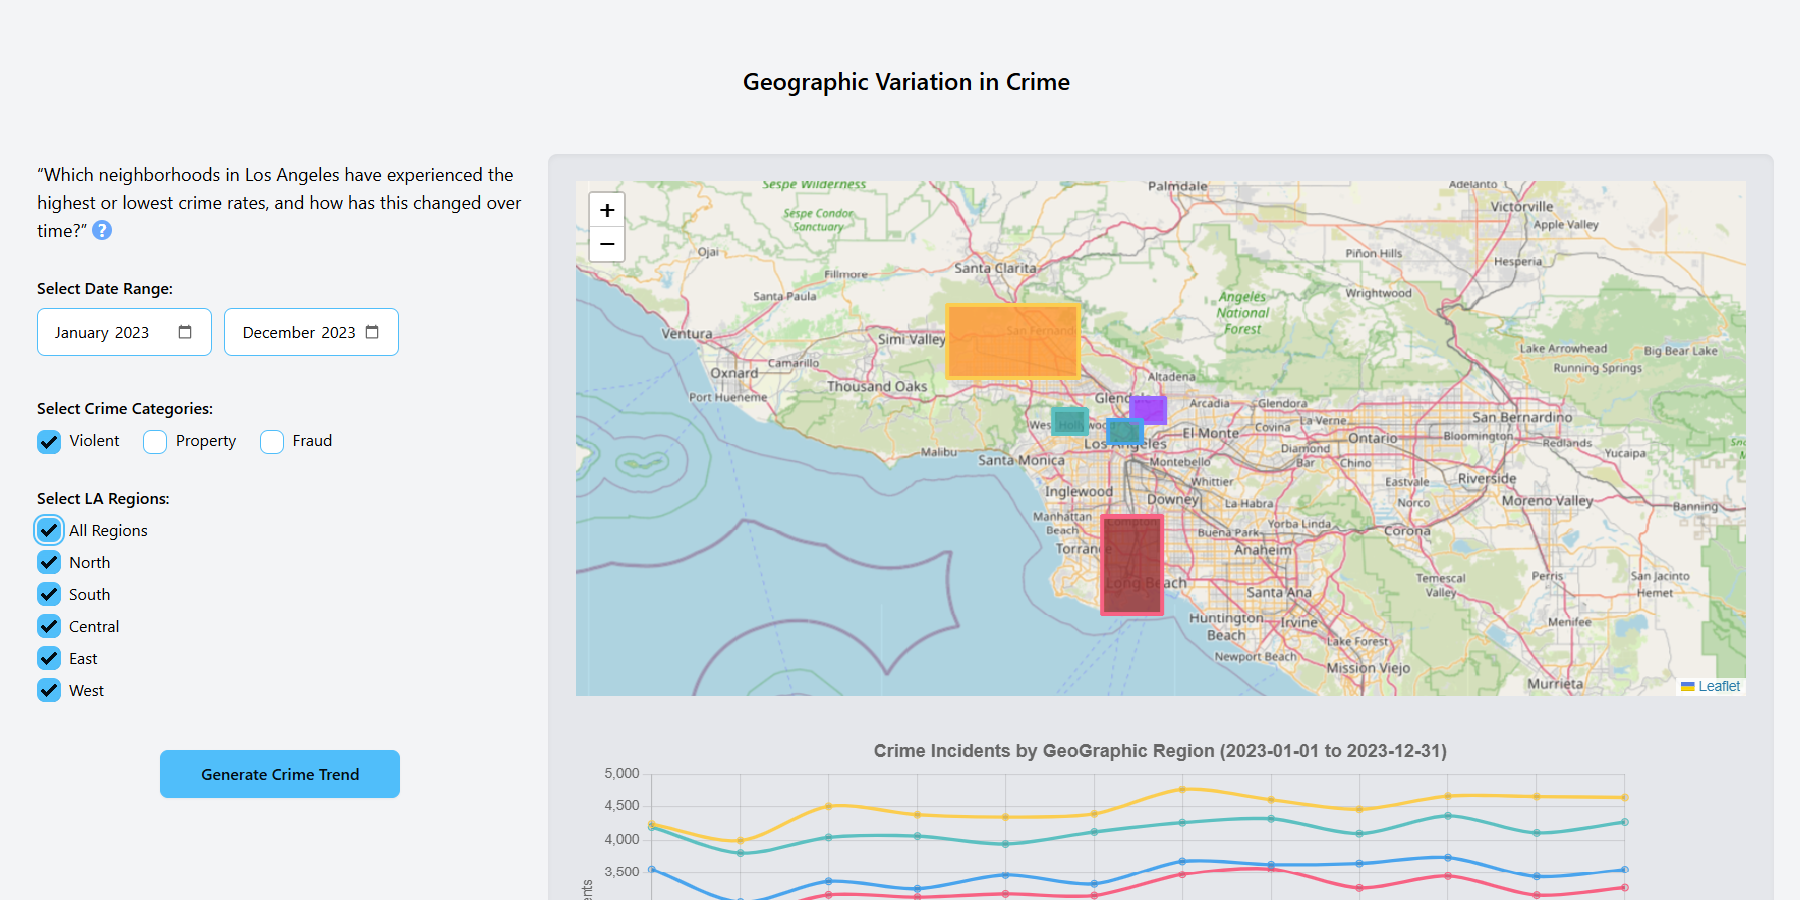 Geographic Variation in Crime
“Which neighborhoods in Los Angeles have experienced the
highest or lowest crime rates, and how has this changed over
time?” ?
Select Date Range:
January 2023
December 2023
Select Crime Categories:
Violent
Property
Fraud
Select LA Regions:
All Regions
North
South
Central
East
West
Generate Crime Trend
+
−
Sespe Wilderness
Palmdale
Adelanto
Victorville
Sespe Condor
Sanctuary
Apple Valley
Ojai
Piñon Hills
Hesperia
Santa Clarita
Fillmore
Santa Paula
Wrightwood
Angeles
National
Forest
Ventura
Simi Valley
Lake Arrowhead
Big Bear Lake
Camarillo
Running Springs
Oxnard
Altadena
Thousand Oaks
Port Hueneme
Arcadia
Glendora
San Bernardino
La Verne
Covina
El Monte
Ontario
Bloomington
Redlands
Los Angeles
Diamond
Bar
Malibu
Yucaipa
Santa Monica
Montebello
Chino
Whittier
Eastvale
Riverside
Inglewood
Downey
La Habra
Norco
Moreno Valley
Banning
Manhattan
Beach
Compton
Yorba Linda
Buena Park
Corona
Anaheim
Long Beach
Temescal
Valley
Perris
San Jacinto
Hemet
Santa Ana
Huntington
Beach
Irvine
Menifee
Lake Forest
Newport Beach
Mission Viejo
Murrieta
Leaflet
Crime Incidents by GeoGraphic Region (2023-01-01 to 2023-12-31)
5,000
4,500
4,000
3,500